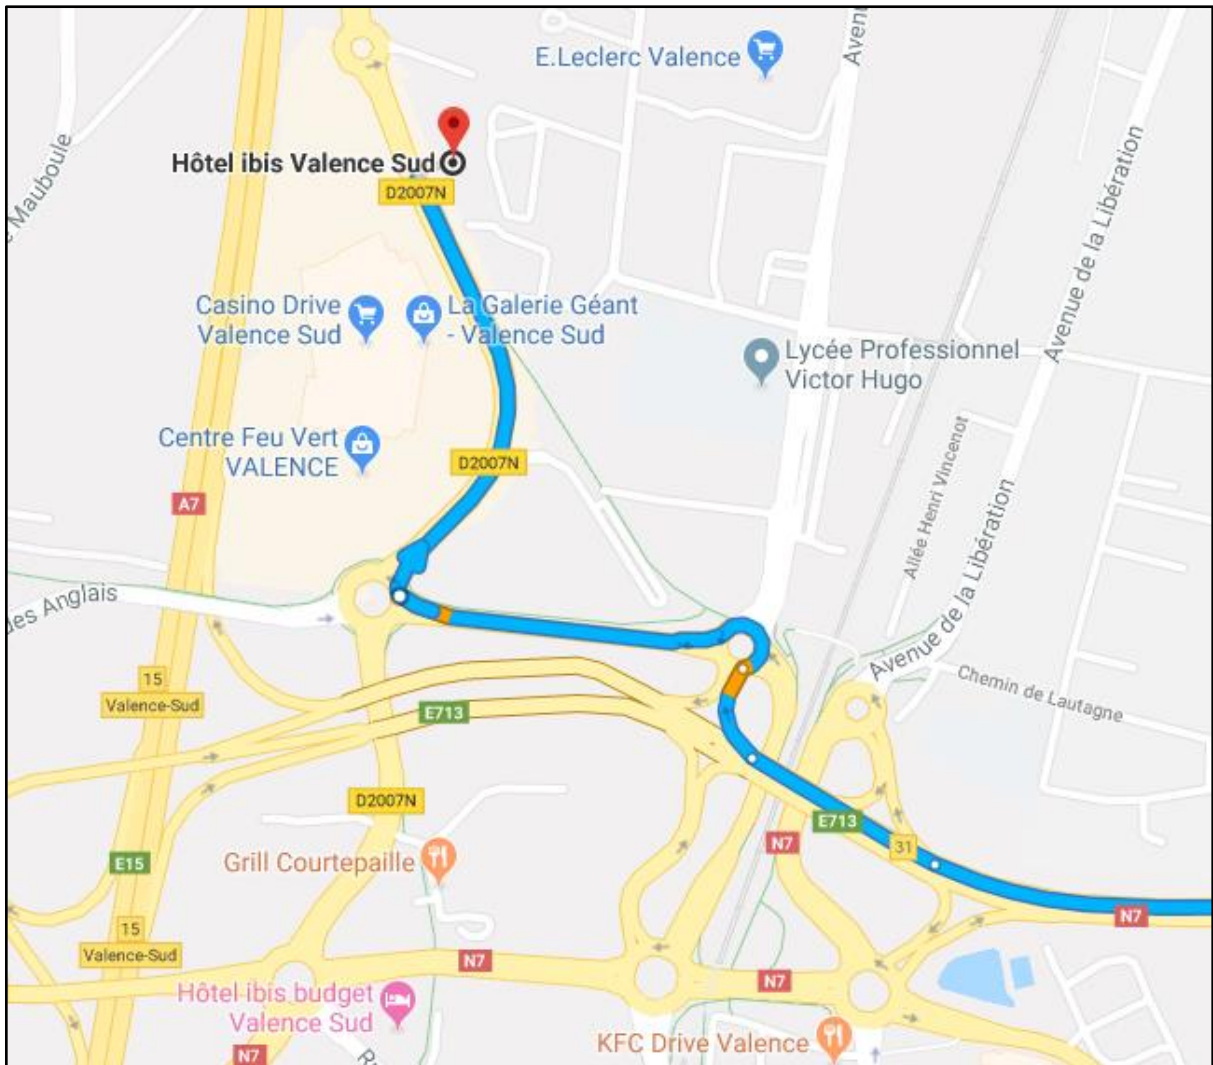 E.Leclerc Valence
Avenu
Mauboule
Hôtel ibis Valence Sud
D2007N
Avenue de la Libération
Casino Drive
Valence Sud
La Galerie Géant
- Valence Sud
Lycée Professionnel
Victor Hugo
Centre Feu Vert
VALENCE
D2007N
Allée Henri Vincenot
A7
Avenue de la Libération
des Anglais
Chemin de Lautagne
15
Valence-Sud
E713
D2007N
E713
31
N7
Grill Courtepaille
E15
N7
15
Valence-Sud
N7
N7
Hôtel ibis budget
Valence Sud
KFC Drive Valence
N7
R